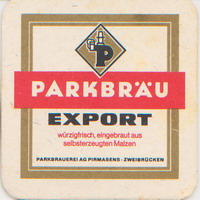 P
PARKBRÄU
EXPORT
würzigfrisch, eingebraut aus
selbsterzeugten Malzen
PARKBRAUEREI AG PIRMASENS · ZWEIBRÜCKEN